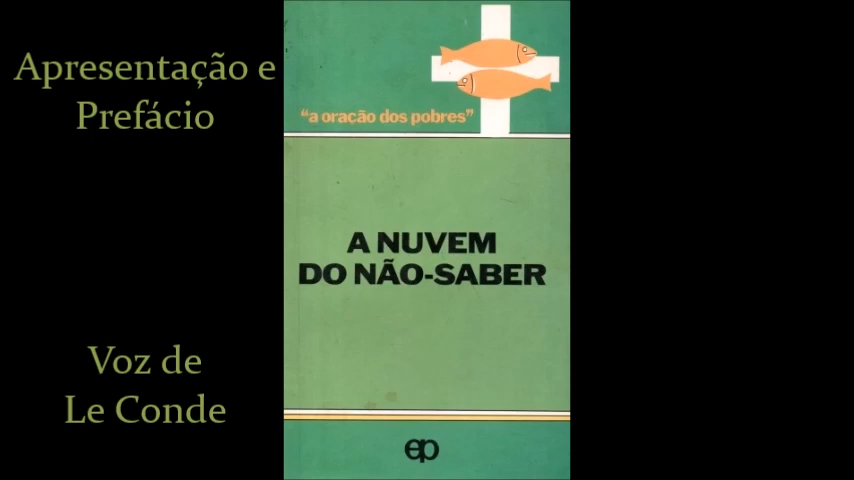 Apresentação e
Prefácio
"a oração dos pobres"
A NUVEM
DO NÃO-SABER
Voz de
Le Conde
ep